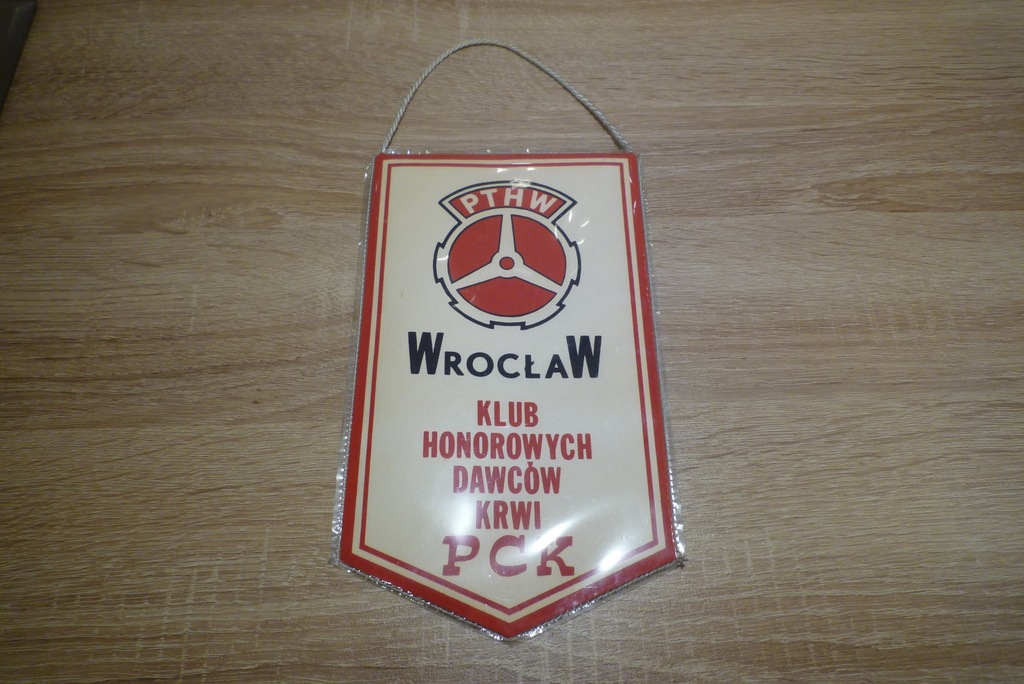 PTHW
WROCŁAW
KLUB
HONOROWYCH
DAWCÓW
KRWI
PCK